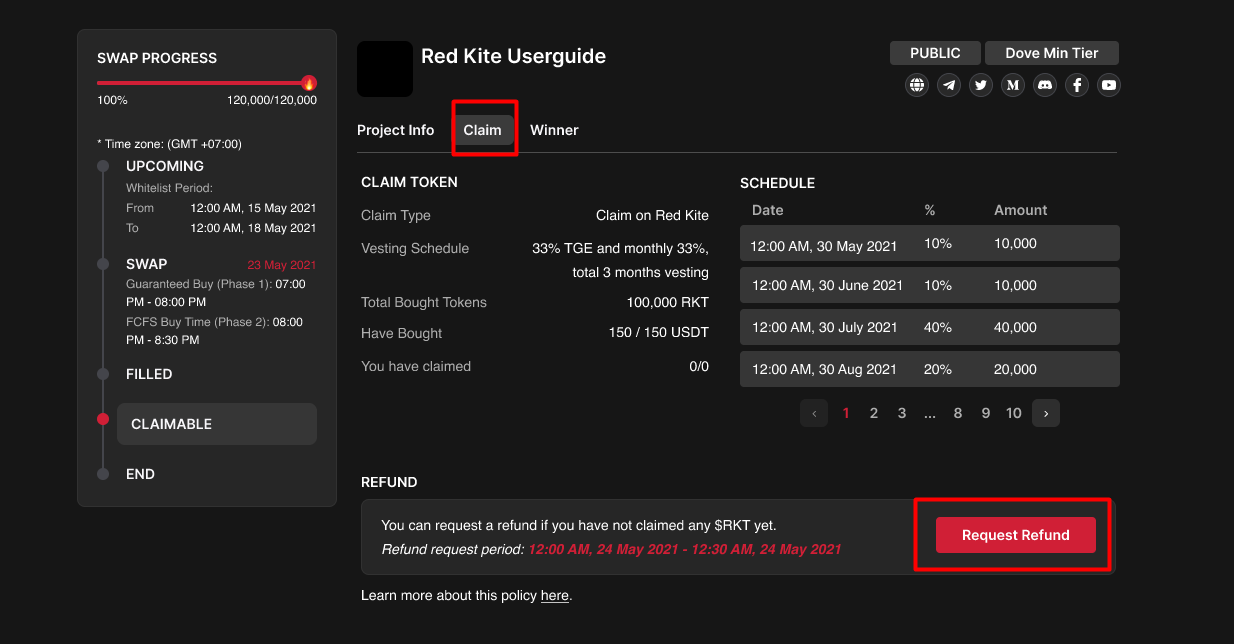 SWAP PROGRESS
100% 120,000/120,000
* Time zone: (GMT +07:00)
UPCOMING
Whitelist Period:
From 12:00 AM, 15 May 2021
To 12:00 AM, 18 May 2021
SWAP 23 May 2021
Guaranteed Buy (Phase 1): 07:00
PM - 08:00 PM
FCFS Buy Time (Phase 2): 08:00
PM - 8:30 PM
FILLED
CLAIMABLE
END
Red Kite Userguide
PUBLIC Dove Min Tier
Project Info Claim Winner
CLAIM TOKEN
Claim Type Claim on Red Kite
Vesting Schedule 33% TGE and monthly 33%,
total 3 months vesting
Total Bought Tokens 100,000 RKT
Have Bought 150 / 150 USDT
You have claimed 0/0
SCHEDULE
Date % Amount
12:00 AM, 30 May 2021 10% 10,000
12:00 AM, 30 June 2021 10% 10,000
12:00 AM, 30 July 2021 40% 40,000
12:00 AM, 30 Aug 2021 20% 20,000
‹ 1 2 3 ... 8 9 10 ›
REFUND
You can request a refund if you have not claimed any $RKT yet.
Refund request period: 12:00 AM, 24 May 2021 - 12:30 AM, 24 May 2021
Request Refund
Learn more about this policy here.